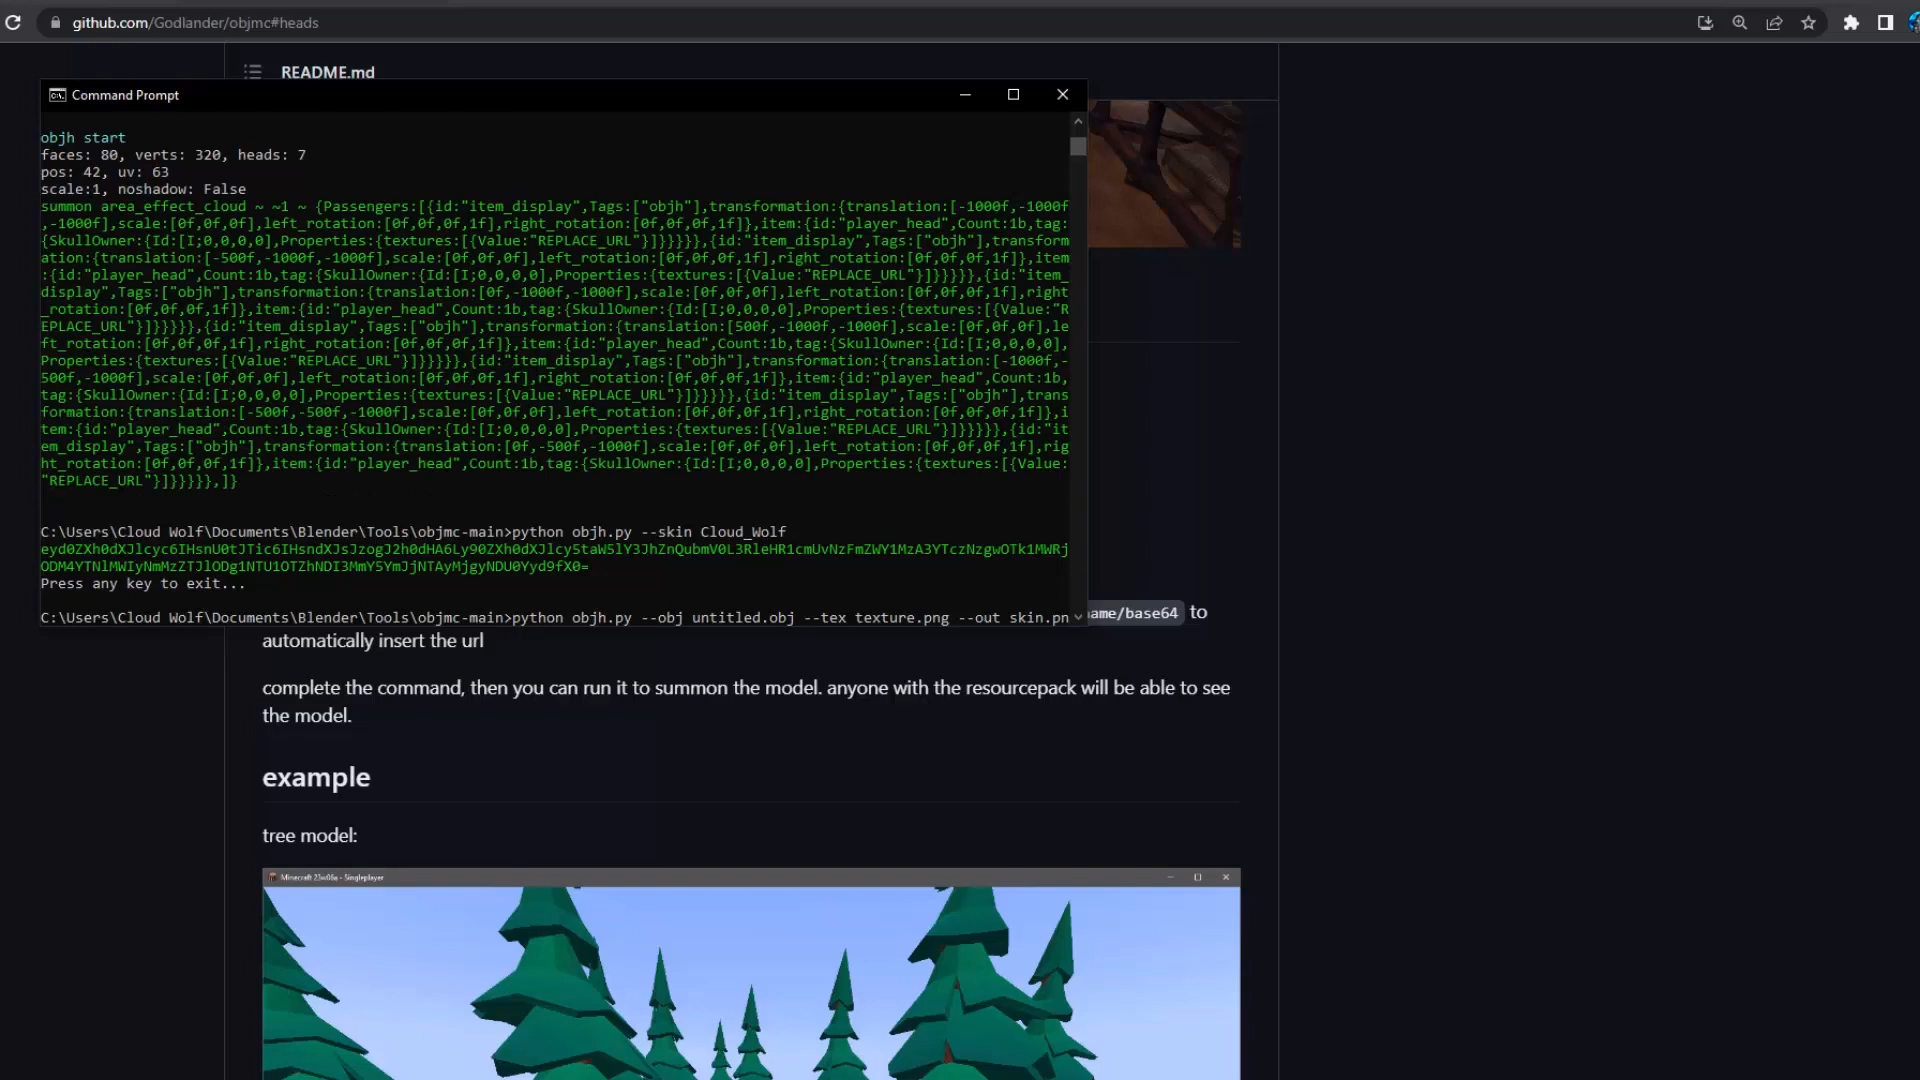 github.com/Godlander/objmc#heads
README.md
Command Prompt
objh start
faces: 80, verts: 320, heads: 7
pos: 42, uv: 63
scale:1, noshadow: False
summon area_effect_cloud ~ ~1 ~ {Passengers:[{id:"item_display",Tags:["objh"],transformation:{translation:[-1000f,-1000f
,-1000f],scale:[0f,0f,0f],left_rotation:[0f,0f,0f,1f],right_rotation:[0f,0f,0f,1f]},item:{id:"player_head",Count:1b,tag:
{SkullOwner:{Id:[I;0,0,0,0],Properties:{textures:[{Value:"REPLACE_URL"}]}}}}},{id:"item_display",Tags:["objh"],transform
ation:{translation:[-500f,-1000f,-1000f],scale:[0f,0f,0f],left_rotation:[0f,0f,0f,1f],right_rotation:[0f,0f,0f,1f]},item
:{id:"player_head",Count:1b,tag:{SkullOwner:{Id:[I;0,0,0,0],Properties:{textures:[{Value:"REPLACE_URL"}]}}}}},{id:"item_
display",Tags:["objh"],transformation:{translation:[0f,-1000f,-1000f],scale:[0f,0f,0f],left_rotation:[0f,0f,0f,1f],right
_rotation:[0f,0f,0f,1f]},item:{id:"player_head",Count:1b,tag:{SkullOwner:{Id:[I;0,0,0,0],Properties:{textures:[{Value:"R
EPLACE_URL"}]}}}}},{id:"item_display",Tags:["objh"],transformation:{translation:[500f,-1000f,-1000f],scale:[0f,0f,0f],le
ft_rotation:[0f,0f,0f,1f],right_rotation:[0f,0f,0f,1f]},item:{id:"player_head",Count:1b,tag:{SkullOwner:{Id:[I;0,0,0,0],
Properties:{textures:[{Value:"REPLACE_URL"}]}}}}},{id:"item_display",Tags:["objh"],transformation:{translation:[-1000f,-
500f,-1000f],scale:[0f,0f,0f],left_rotation:[0f,0f,0f,1f],right_rotation:[0f,0f,0f,1f]},item:{id:"player_head",Count:1b,
tag:{SkullOwner:{Id:[I;0,0,0,0],Properties:{textures:[{Value:"REPLACE_URL"}]}}}}},{id:"item_display",Tags:["objh"],trans
formation:{translation:[-500f,-500f,-1000f],scale:[0f,0f,0f],left_rotation:[0f,0f,0f,1f],right_rotation:[0f,0f,0f,1f]},i
tem:{id:"player_head",Count:1b,tag:{SkullOwner:{Id:[I;0,0,0,0],Properties:{textures:[{Value:"REPLACE_URL"}]}}}}},{id:"it
em_display",Tags:["objh"],transformation:{translation:[0f,-500f,-1000f],scale:[0f,0f,0f],left_rotation:[0f,0f,0f,1f],rig
ht_rotation:[0f,0f,0f,1f]},item:{id:"player_head",Count:1b,tag:{SkullOwner:{Id:[I;0,0,0,0],Properties:{textures:[{Value:
"REPLACE_URL"}]}}}}},]}
C:\Users\Cloud Wolf\Documents\Blender\Tools\objmc-main>python objh.py --skin Cloud_Wolf
eyd0ZXh0dXJlcyc6IHsnU0tJTic6IHsndXJsJzogJ2h0dHA6Ly90ZXh0dXJlcy5taW5lY3JhZnQubmV0L3RleHR1cmUvNzFmZWY1MzA3YTczNzgwOTk1MWRj
ODM4YTNlMWIyNmMzZTJlODg1NTU1OTZhNDI3MmY5YmJjNTAyMjgyNDU0Yyd9fX0=
Press any key to exit...
C:\Users\Cloud Wolf\Documents\Blender\Tools\objmc-main>python objh.py --obj untitled.obj --tex texture.png --out skin.pn
ame/base64 to
automatically insert the url
complete the command, then you can run it to summon the model. anyone with the resourcepack will be able to see
the model.
example
tree model:
Minecraft 23w06a - Singleplayer